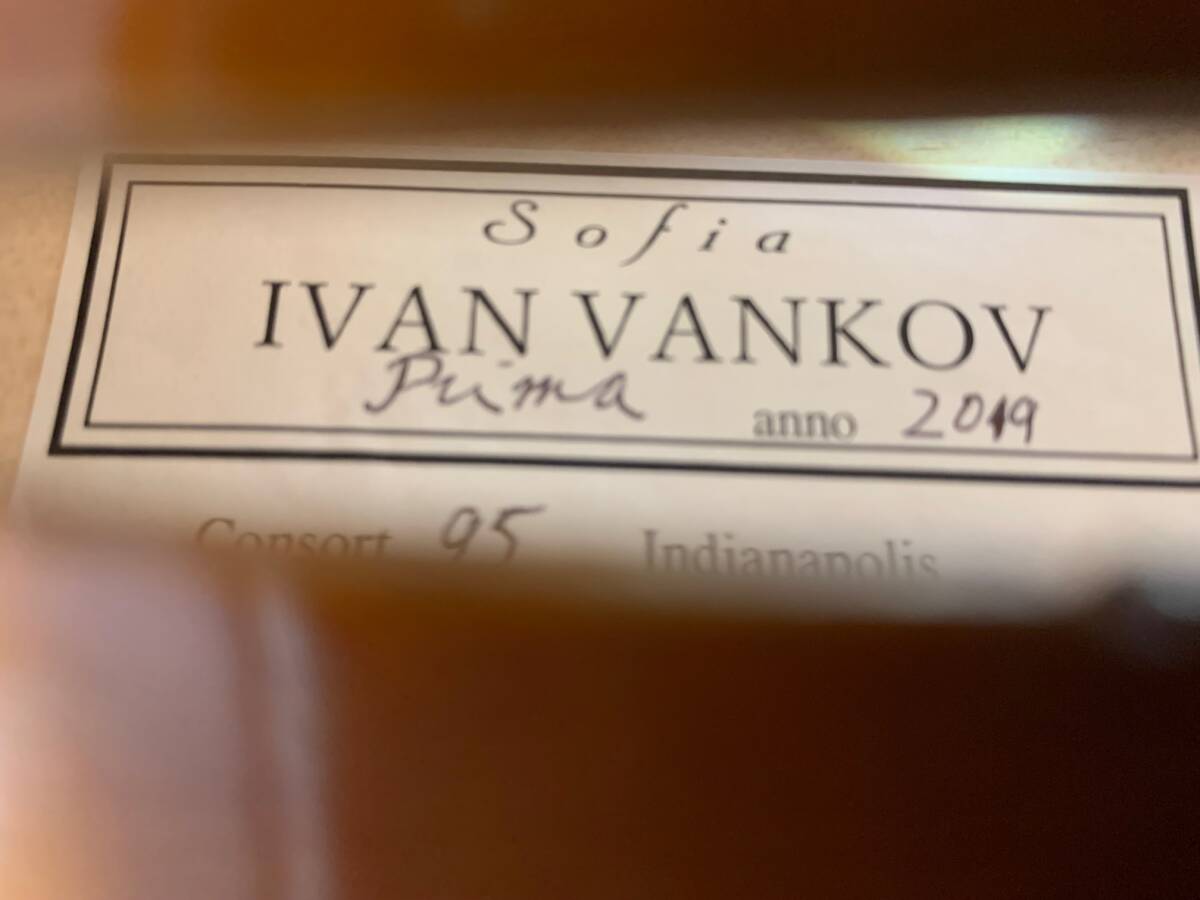 Sofia
IVAN VANKOV
Prima anno 2019
Consort 95 Indianapolis